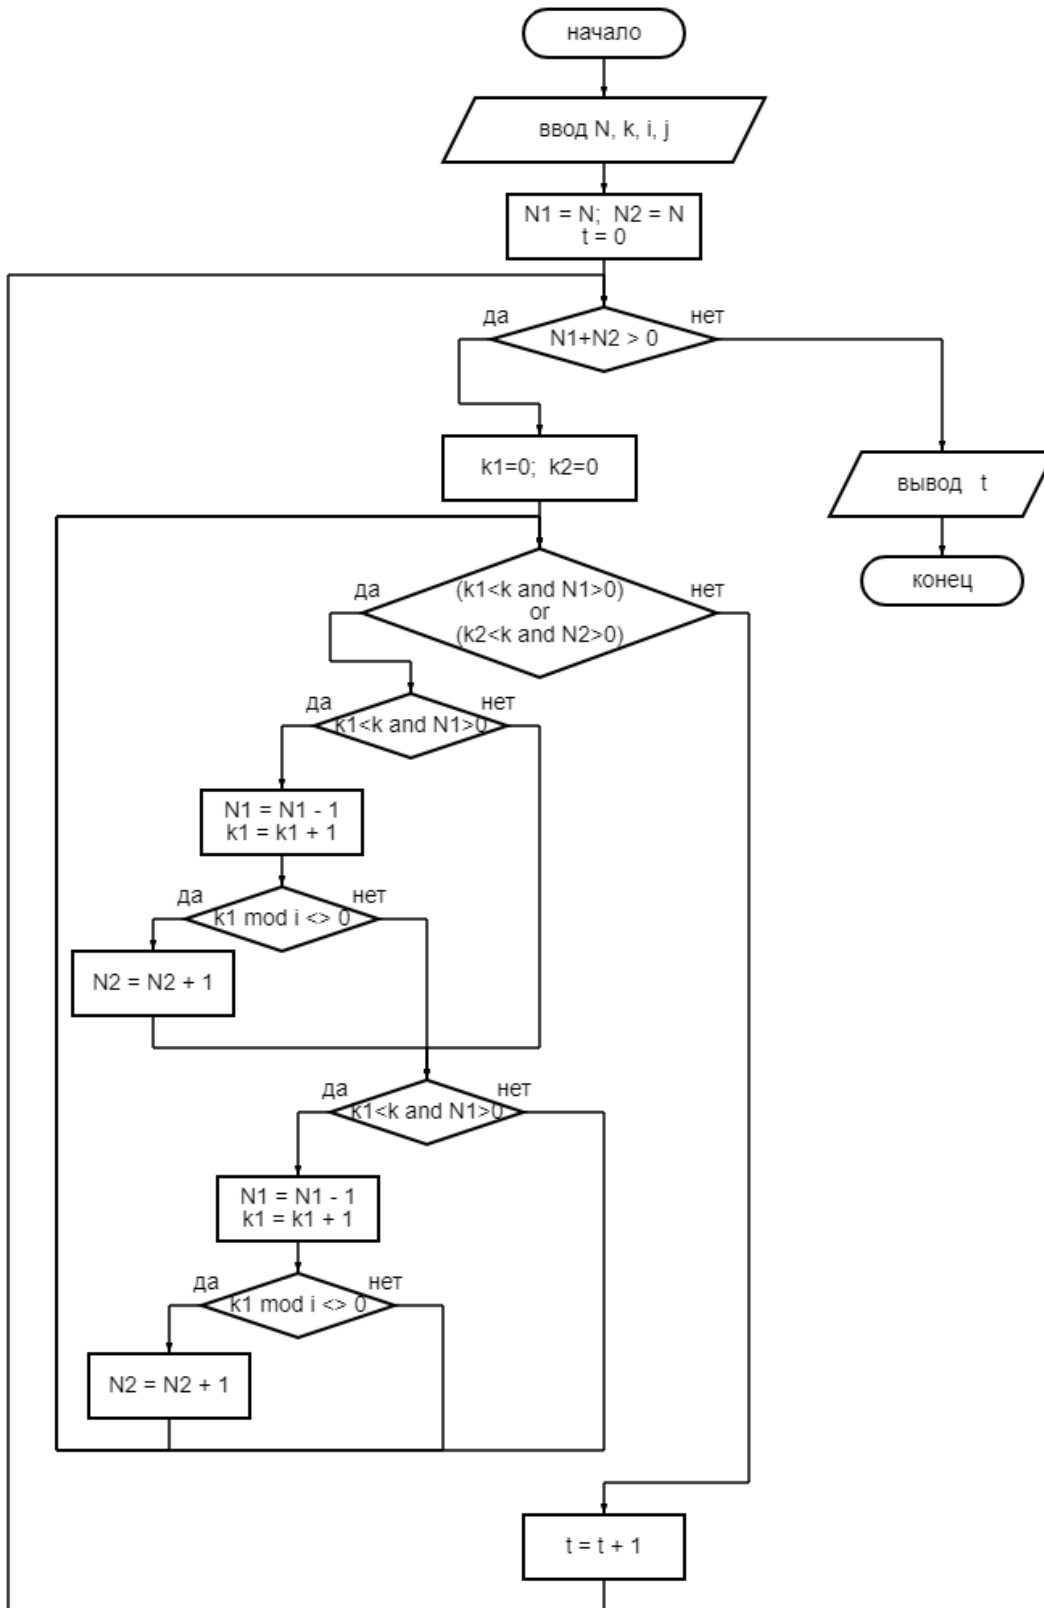 начало
ввод N, k, i, j
N1 = N; N2 = N
t = 0
да
нет
N1+N2 > 0
k1=0; k2=0
вывод t
конец
да
нет
(k1<k and N1>0)
or
(k2<k and N2>0)
да
нет
k1<k and N1>0
N1 = N1 - 1
k1 = k1 + 1
да
нет
k1 mod i <> 0
N2 = N2 + 1
да
нет
k1<k and N1>0
N1 = N1 - 1
k1 = k1 + 1
да
нет
k1 mod i <> 0
N2 = N2 + 1
t = t + 1